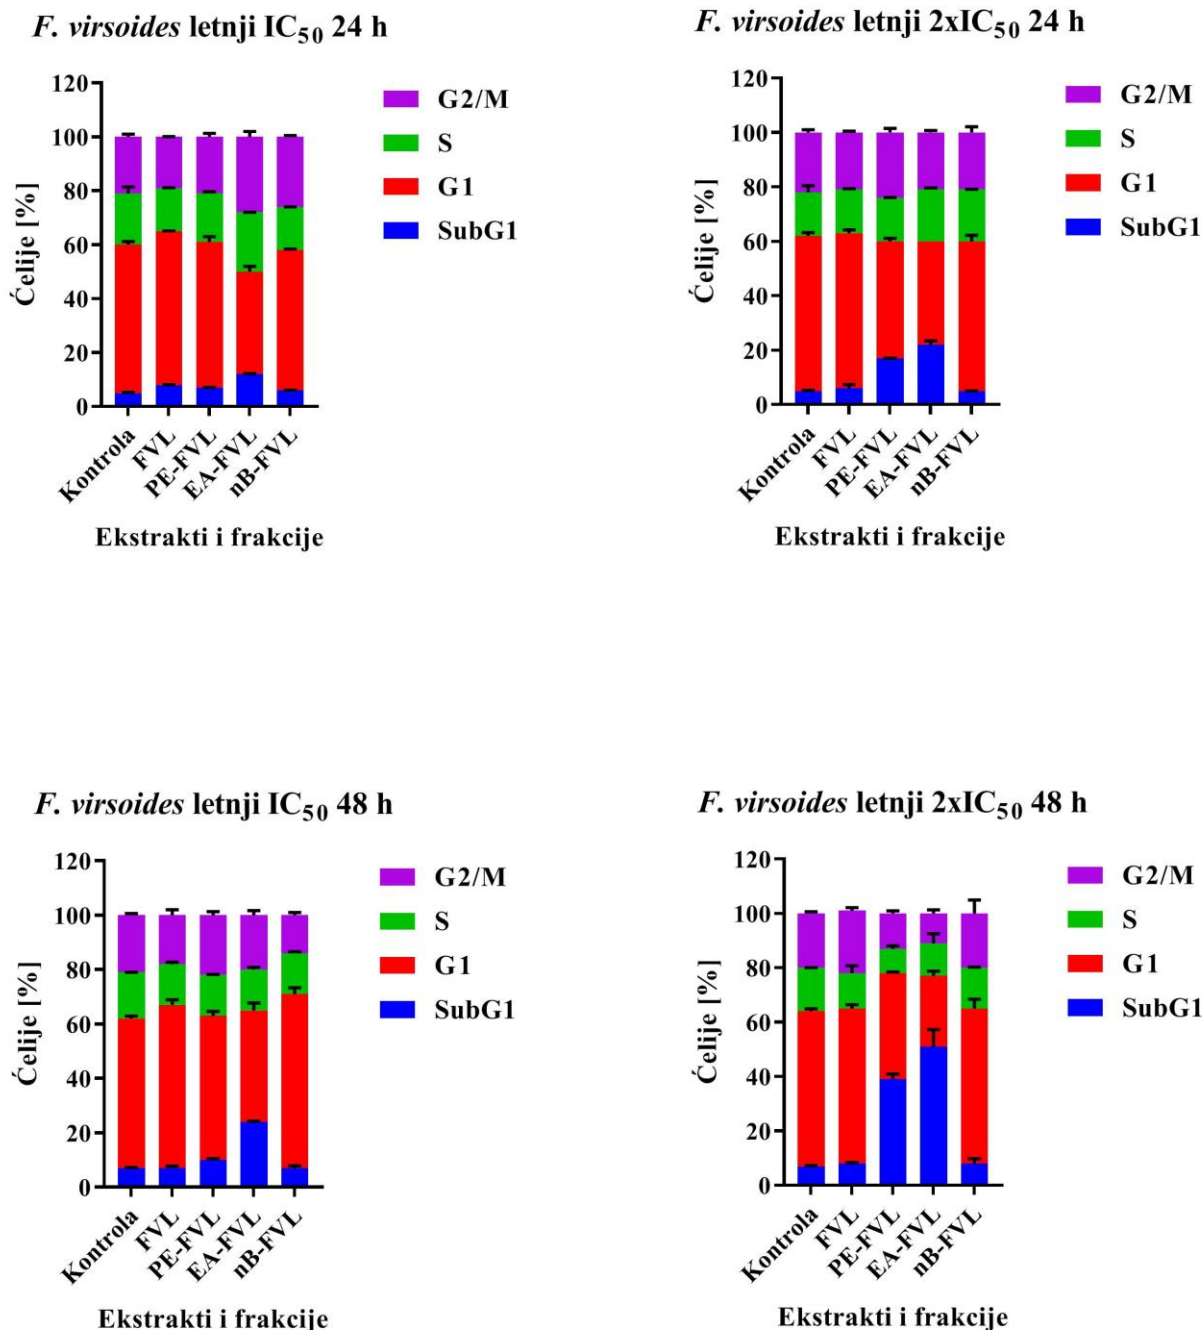 F. virsoides letnji IC50 24 h
120
100
80
60
40
20
0
Ćelije [%]
G2/M
S
G1
SubG1
Kontrola
FVL
PE-FVL
EA-FVL
nB-FVL
Ekstrakti i frakcije
F. virsoides letnji 2xIC50 24 h
120
100
80
60
40
20
0
Ćelije [%]
G2/M
S
G1
SubG1
Kontrola
FVL
PE-FVL
EA-FVL
nB-FVL
Ekstrakti i frakcije
F. virsoides letnji IC50 48 h
120
100
80
60
40
20
0
Ćelije [%]
G2/M
S
G1
SubG1
Kontrola
FVL
PE-FVL
EA-FVL
nB-FVL
Ekstrakti i frakcije
F. virsoides letnji 2xIC50 48 h
120
100
80
60
40
20
0
Ćelije [%]
G2/M
S
G1
SubG1
Kontrola
FVL
PE-FVL
EA-FVL
nB-FVL
Ekstrakti i frakcije